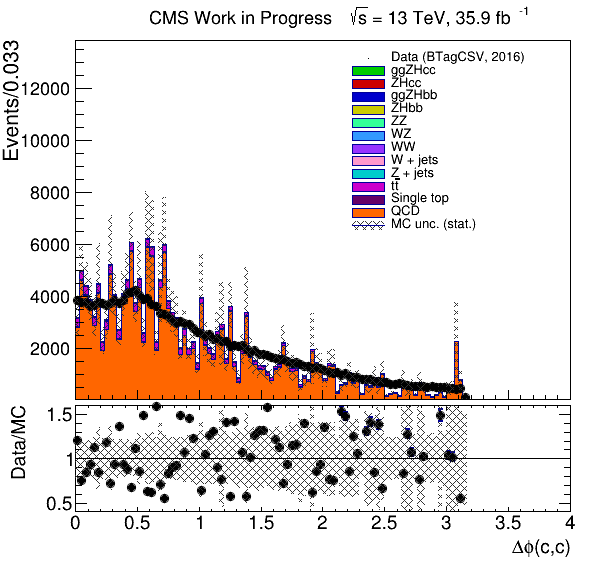 CMS Work in Progress √s = 13 TeV, 35.9 fb⁻¹
Events/0.033
12000
10000
8000
6000
4000
2000
Data (BTagCSV, 2016)
ggZHcc
ZHcc
ggZHbb
ZHbb
ZZ
WZ
WW
W + jets
Z + jets
tt̅
Single top
QCD
MC unc. (stat.)
Data/MC
1.5
1
0.5
0 0.5 1 1.5 2 2.5 3 3.5 4
Δϕ(c,c)